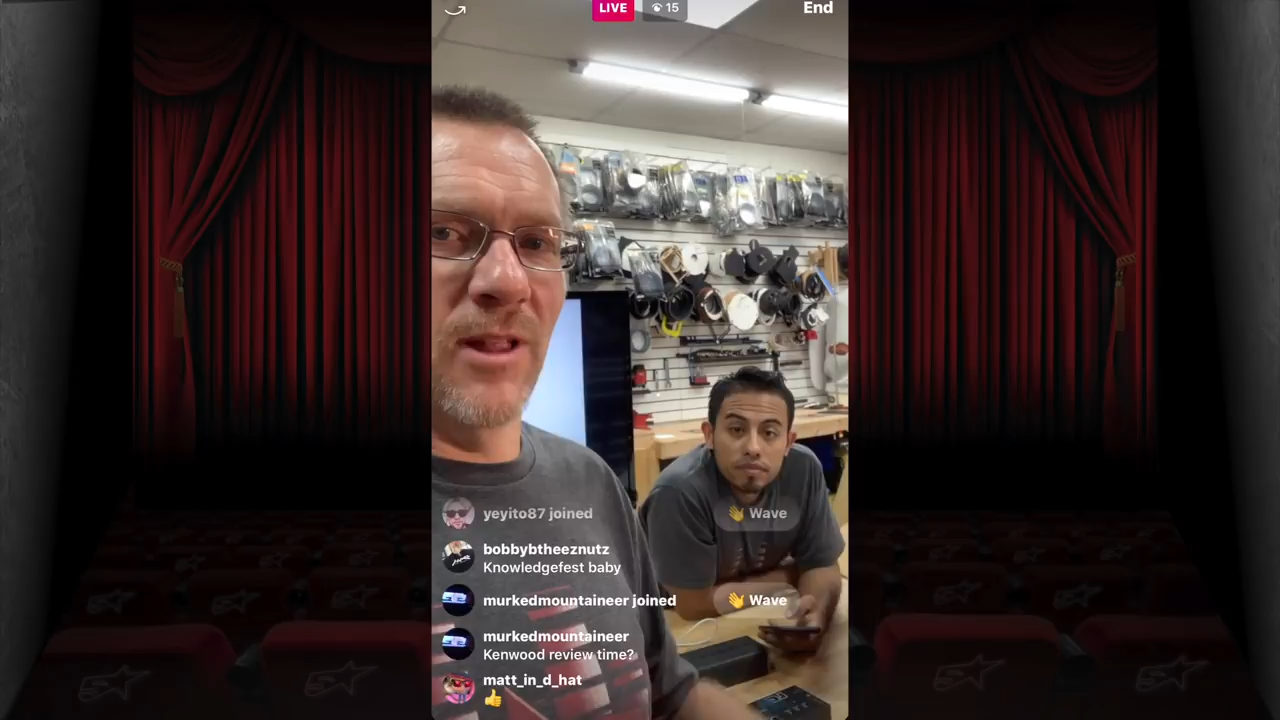 LIVE
15
End
yeyito87 joined
👋 Wave
bobbybtheeznutz
Knowledgefest baby
murkedmountaineer joined
👋 Wave
murkedmountaineer
Kenwood review time?
matt_in_d_hat
👍